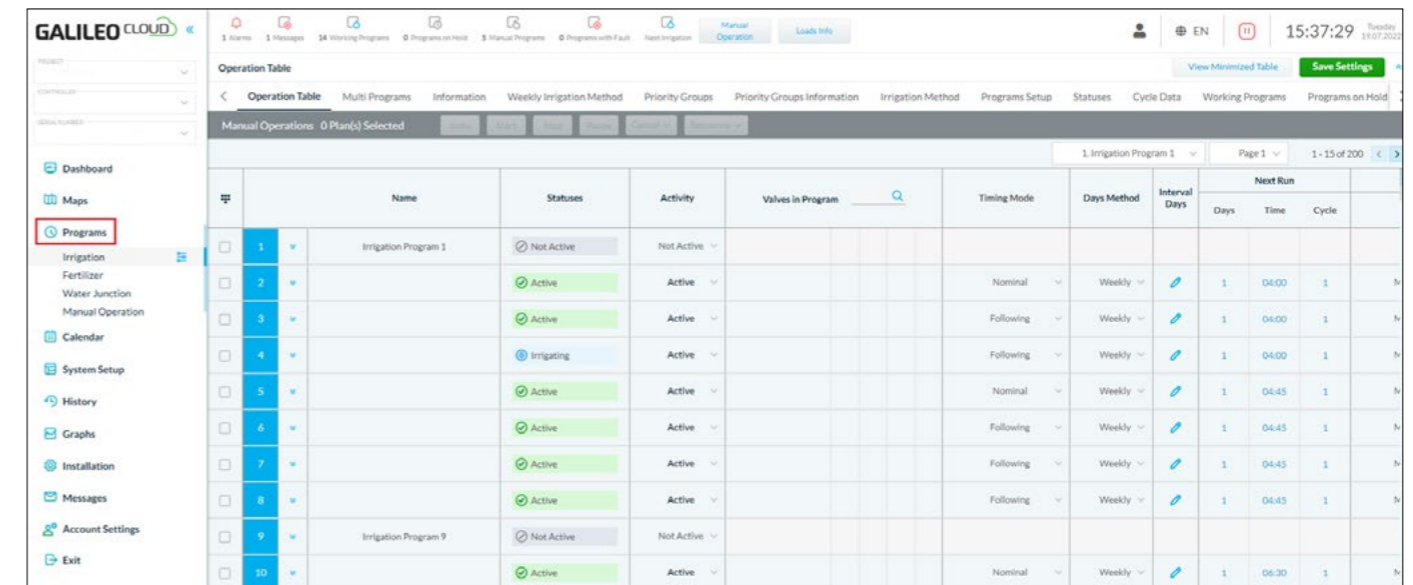 GALILEO CLOUD «
1 Alarms 1 Messages 14 Working Programs 0 Programs on Hold 5 Manual Programs 0 Programs with Fault Next Irrigation Manual Operation Loads Info EN 15:37:29 Tuesday 19.07.2022
PROJECT
CONTROLLER
SERIAL NUMBER
Dashboard
Maps
Programs
Irrigation
Fertilizer
Water Junction
Manual Operation
Calendar
System Setup
History
Graphs
Installation
Messages
Account Settings
Exit
Operation Table View Minimized Table Save Settings
Operation Table Multi Programs Information Weekly Irrigation Method Priority Groups Priority Groups Information Irrigation Method Programs Setup Statuses Cycle Data Working Programs Programs on Hold
Manual Operations 0 Plan(s) Selected Start Stop Pause Cancel
1. Irrigation Program 1 Page 1 1 - 15 of 200
Name Statuses Activity Valves in Program Timing Mode Days Method Interval Days Next Run
Days Time Cycle
1 Irrigation Program 1 Not Active Not Active
2 Active Active Nominal Weekly 1 04:00 1
3 Active Active Following Weekly 1 04:00 1
4 Irrigating Active Following Weekly 1 04:00 1
5 Active Active Nominal Weekly 1 04:45 1
6 Active Active Following Weekly 1 04:45 1
7 Active Active Following Weekly 1 04:45 1
8 Active Active Following Weekly 1 04:45 1
9 Irrigation Program 9 Not Active Not Active
10 Active Active Nominal Weekly 1 06:30 1